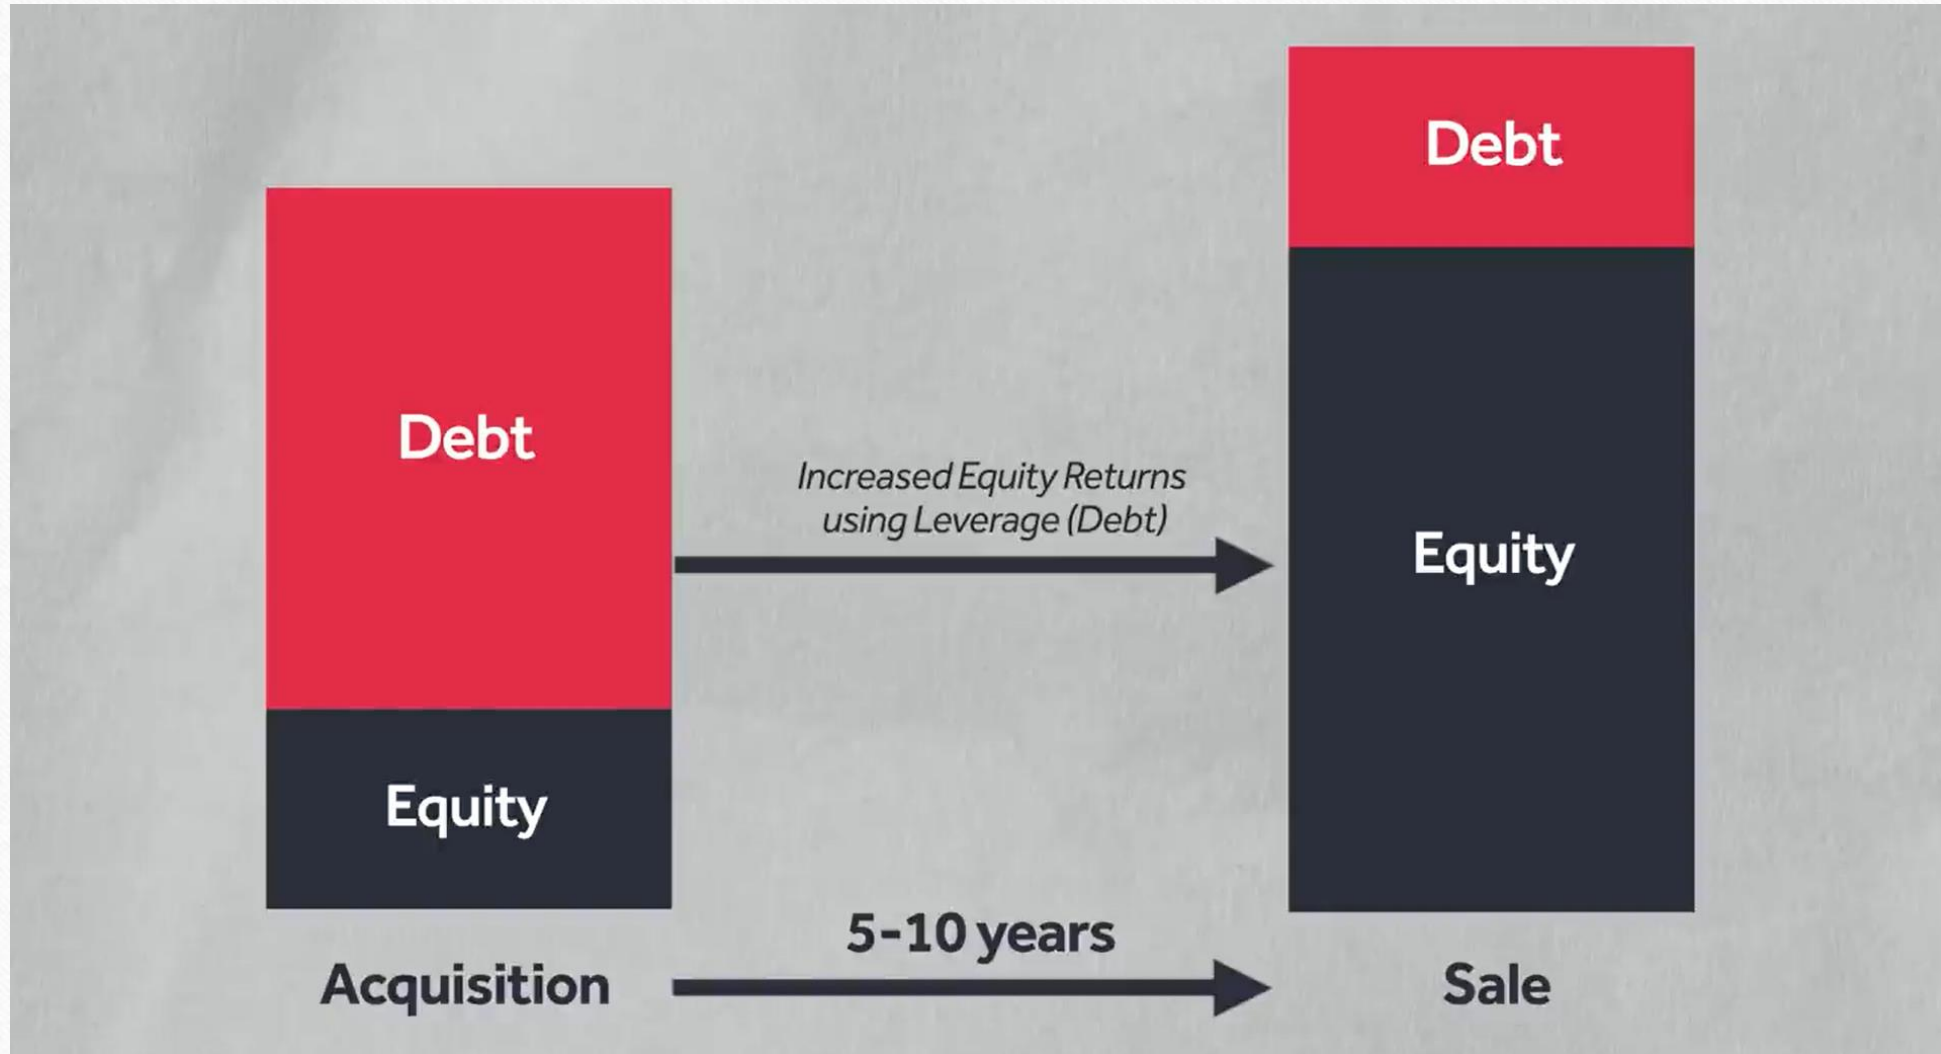 Debt
Equity
Acquisition
Increased Equity Returns
using Leverage (Debt)
5-10 years
Debt
Equity
Sale